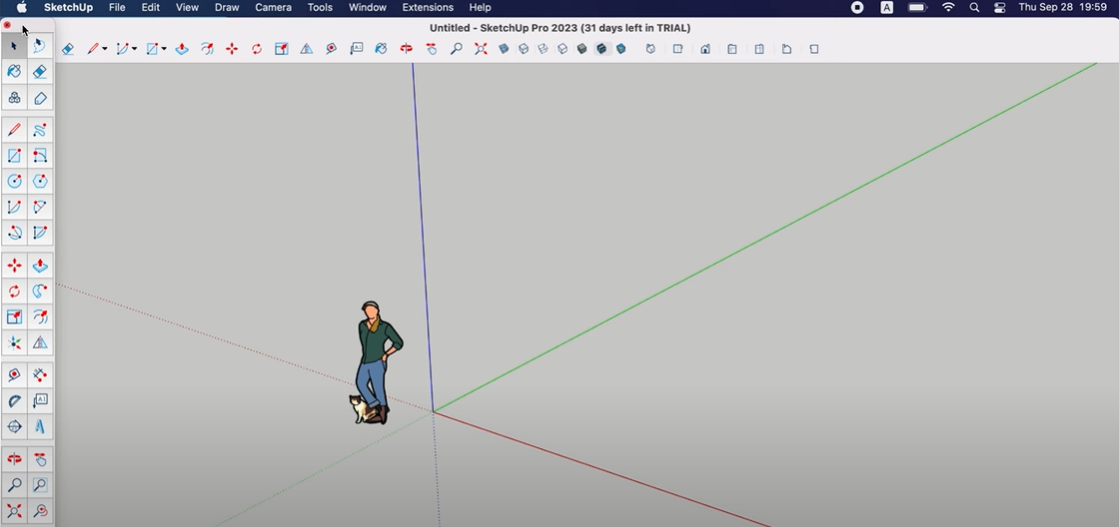 SketchUp File Edit View Draw Camera Tools Window Extensions Help A Thu Sep 28 19:59
Untitled - SketchUp Pro 2023 (31 days left in TRIAL)